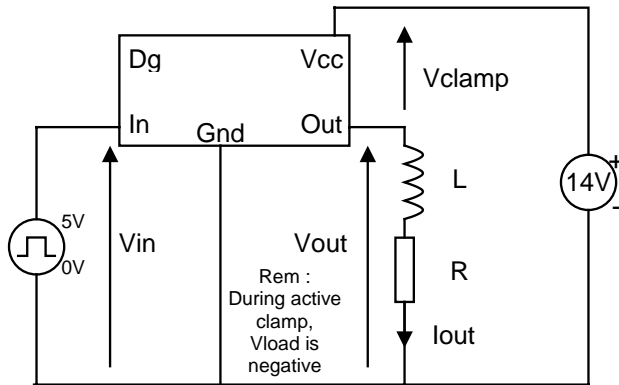 Dg
Vcc
Vclamp
In
Gnd
Out
L
14V
+
-
5V
0V
Vin
Vout
R
Rem :
During active
clamp,
Vload is
negative
Iout